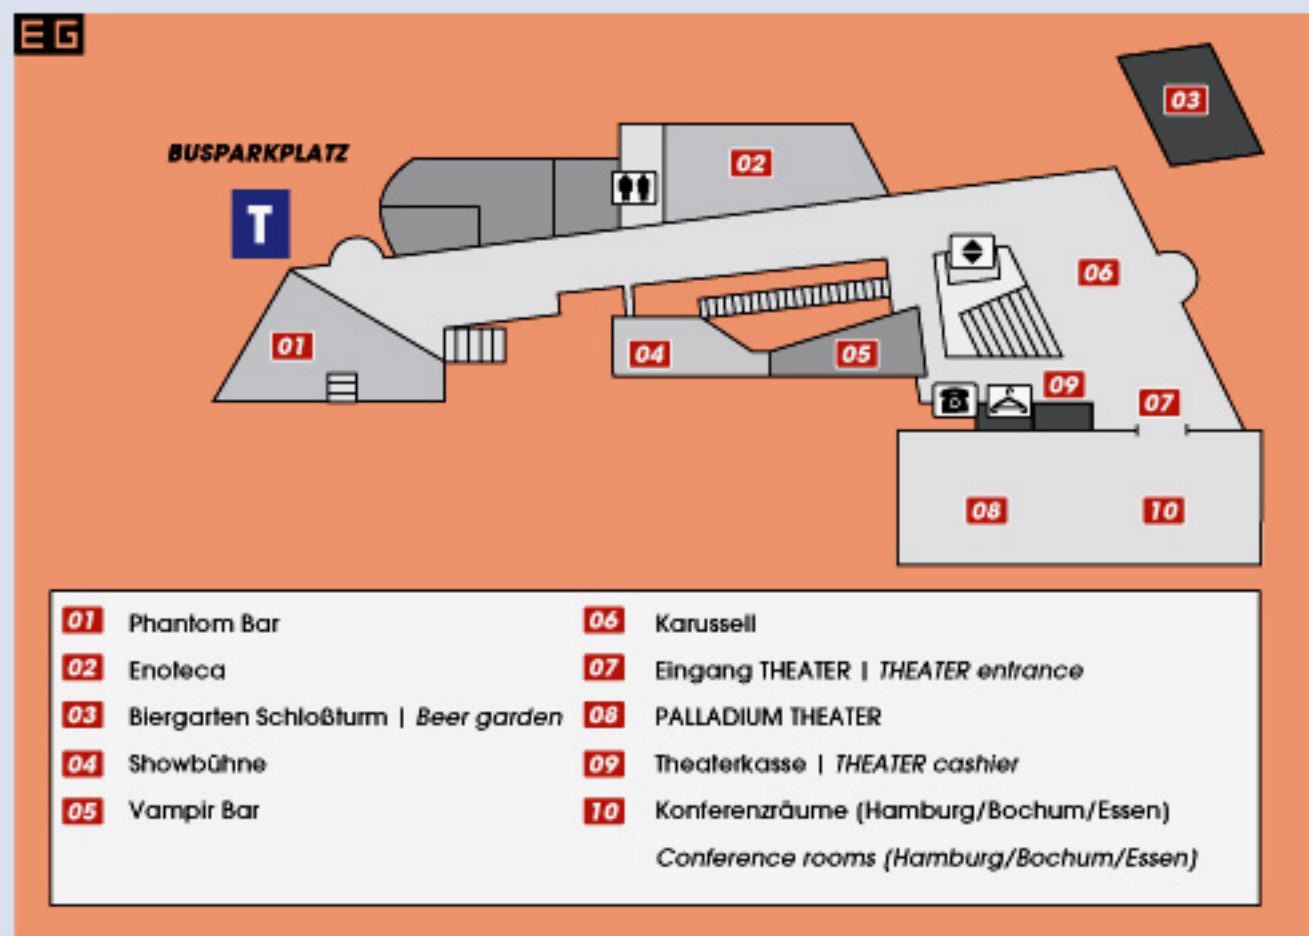 EG
BUSPARKPLATZ
T
03
02
06
01
04
05
09
07
08
10
01 Phantom Bar
02 Enoteca
03 Biergarten Schloßturm | Beer garden
04 Showbühne
05 Vampir Bar
06 Karussell
07 Eingang THEATER | THEATER entrance
08 PALLADIUM THEATER
09 Theaterkasse | THEATER cashier
10 Konferenzräume (Hamburg/Bochum/Essen)
Conference rooms (Hamburg/Bochum/Essen)